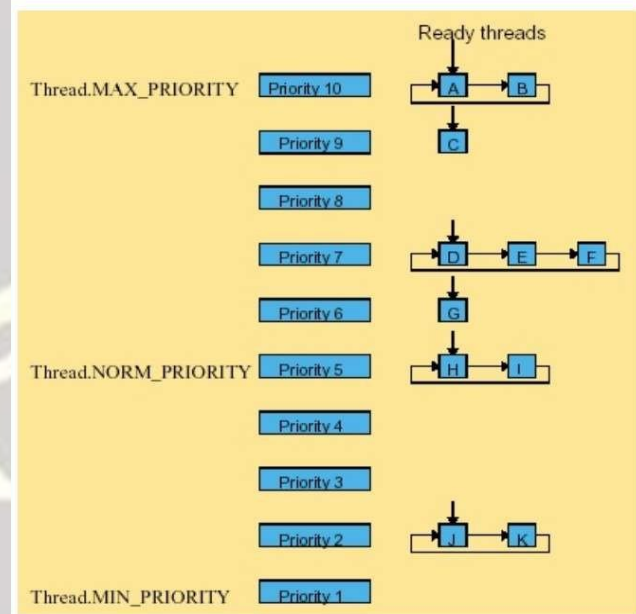 Ready threads
Thread.MAX_PRIORITY Priority 10 A B
Priority 9 C
Priority 8
Priority 7 D E F
Priority 6 G
Thread.NORM_PRIORITY Priority 5 H I
Priority 4
Priority 3
Priority 2 J K
Thread.MIN_PRIORITY Priority 1